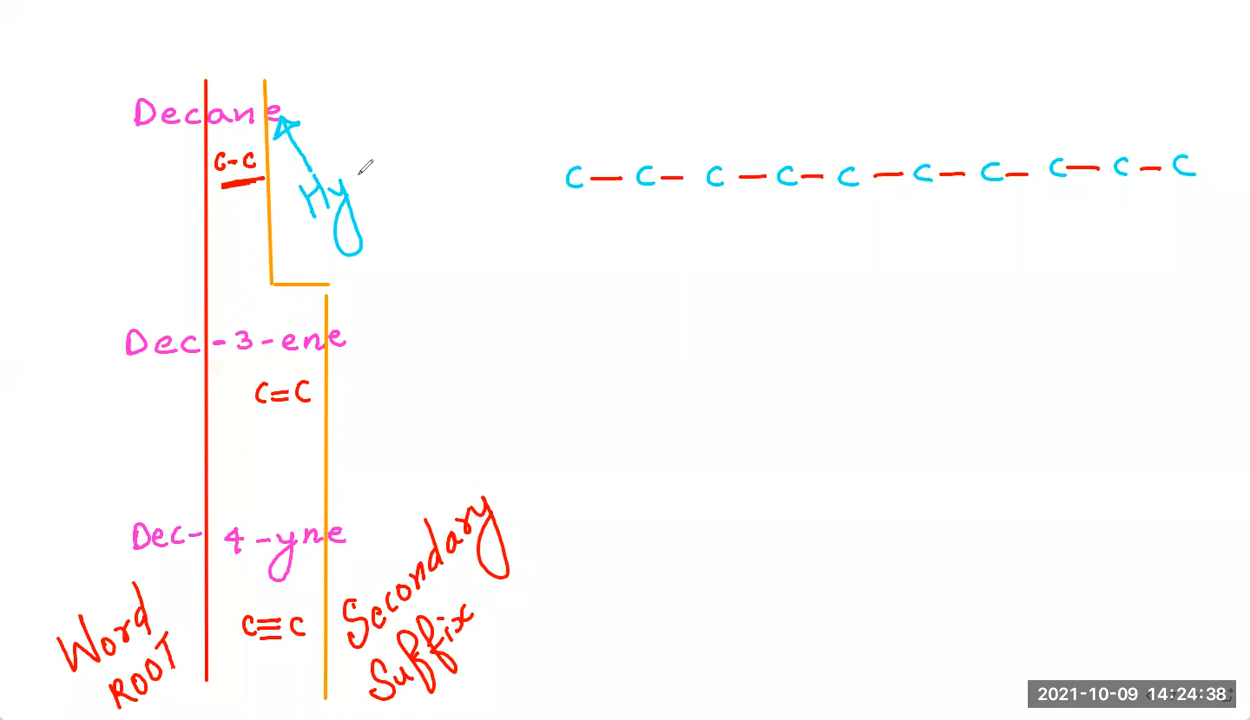 Decane
C-C
Hy
C-C-C-C-C-C-C-C-C-C
Dec-3-ene
C=C
Dec-4-yne
C≡C
Word
ROOT
Secondary
Suffix
2021-10-09 14:24:38